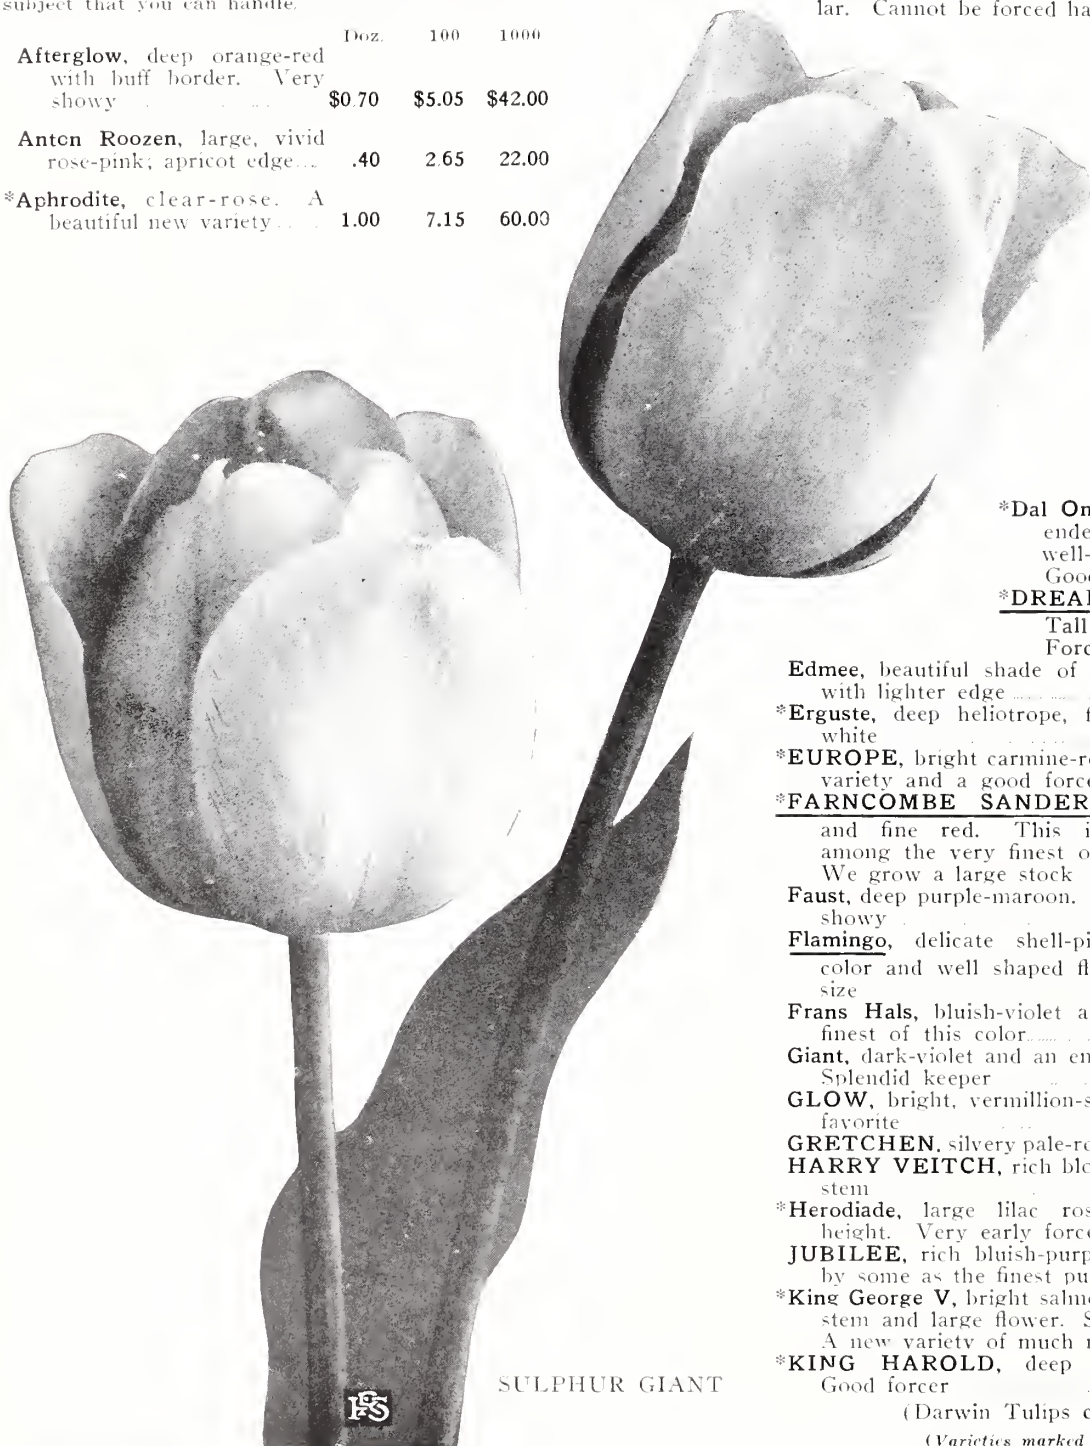 subject that you can handle.
Doz. 100 1000
Afterglow, deep orange-red
with buff border. Very
showy $0.70 $5.05 $42.00
Anton Roozen, large, vivid
rose-pink; apricot edge... .40 2.65 22.00
*Aphrodite, clear-rose. A
beautiful new variety.. . 1.00 7.15 60.00
lar. Cannot be forced ha
*Dal On
ende
well-
Good
*DREA
Tall
Forc
Edmee, beautiful shade of
with lighter edge
*Erguste, deep heliotrope, f
white
*EUROPE, bright carmine-r
variety and a good force
*FARNCOMBE SANDER
and fine red. This i
among the very finest o
We grow a large stock
Faust, deep purple-maroon.
showy
Flamingo, delicate shell-pi
color and well shaped fl
size
Frans Hals, bluish-violet a
finest of this color......
Giant, dark-violet and an en
Splendid keeper
GLOW, bright, vermillion-s
favorite
GRETCHEN, silvery pale-ro
HARRY VEITCH, rich blo
stem
*Herodiade, large lilac ros
height. Very early force
JUBILEE, rich bluish-purp
by some as the finest pu
*King George V, bright salm
stem and large flower. S
A new variety of much
*KING HAROLD, deep
Good forcer
(Darwin Tulips c
(Varieties marked
SULPHUR GIANT